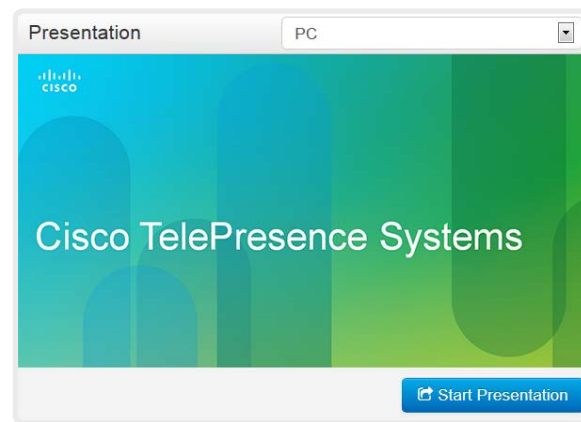 Presentation
PC
CISCO
Cisco TelePresence Systems
Start Presentation